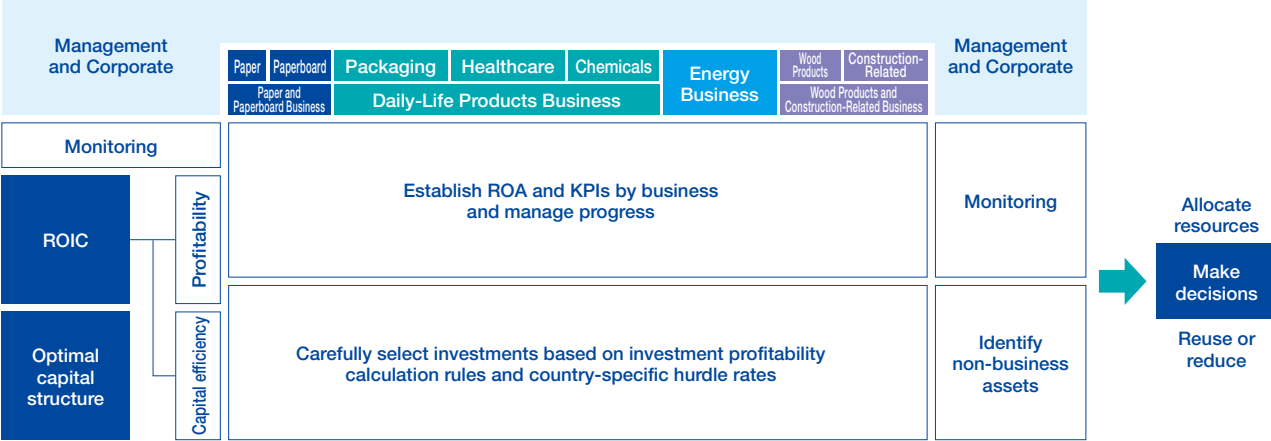 Management
and Corporate
Paper
Paperboard
Packaging
Healthcare
Chemicals
Energy
Business
Wood
Products
Construction-
Related
Paper and
Paperboard Business
Daily-Life Products Business
Wood Products and
Construction-Related Business
Management
and Corporate
Monitoring
ROIC
Profitability
Establish ROA and KPIs by business
and manage progress
Monitoring
Optimal
capital
structure
Capital efficiency
Carefully select investments based on investment profitability
calculation rules and country-specific hurdle rates
Identify
non-business
assets
Allocate
resources
Make
decisions
Reuse or
reduce